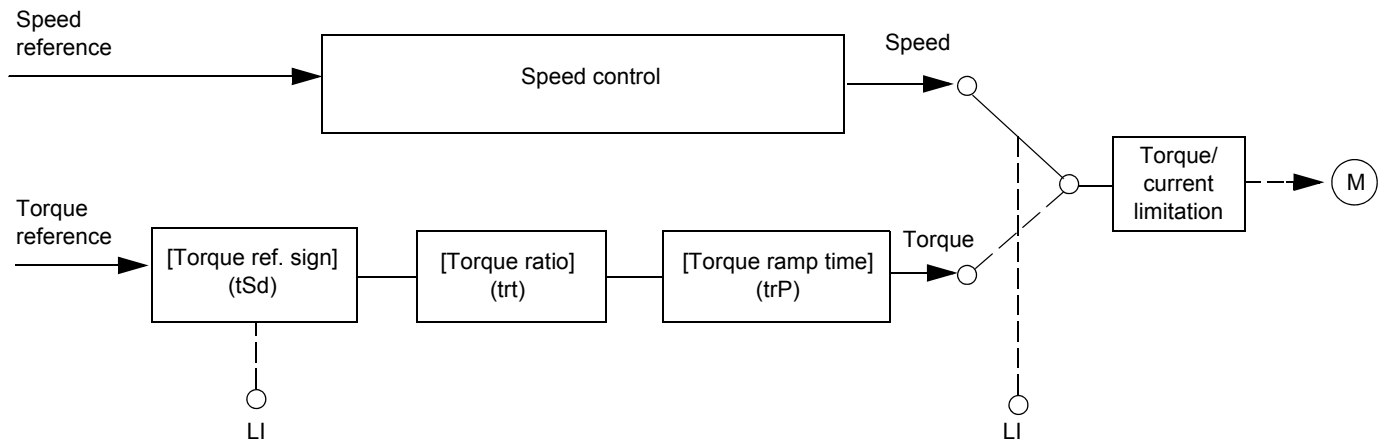 Speed
reference
Speed control
Speed
Torque/
current
limitation
M
Torque
reference
[Torque ref. sign]
(tSd)
[Torque ratio]
(trt)
[Torque ramp time]
(trP)
Torque
LI
LI